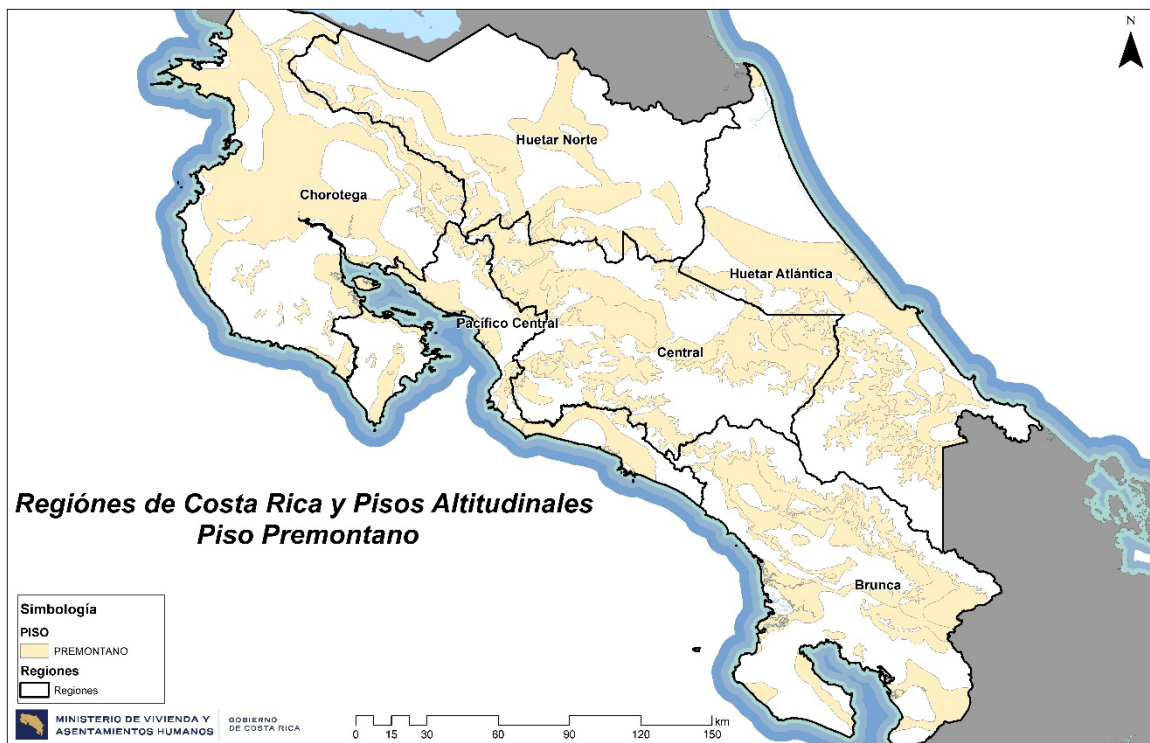 N
Huetar Norte
Chorotega
Huetar Atlántica
Pacífico Central
Central
Regiónes de Costa Rica y Pisos Altitudinales
Piso Premontano
Brunca
Simbología
PISO
PREMONTANO
Regiones
Regiones
MINISTERIO DE VIVIENDA Y
ASENTAMIENTOS HUMANOS
GOBIERNO
DE COSTA RICA
km
0 15 30 60 90 120 150